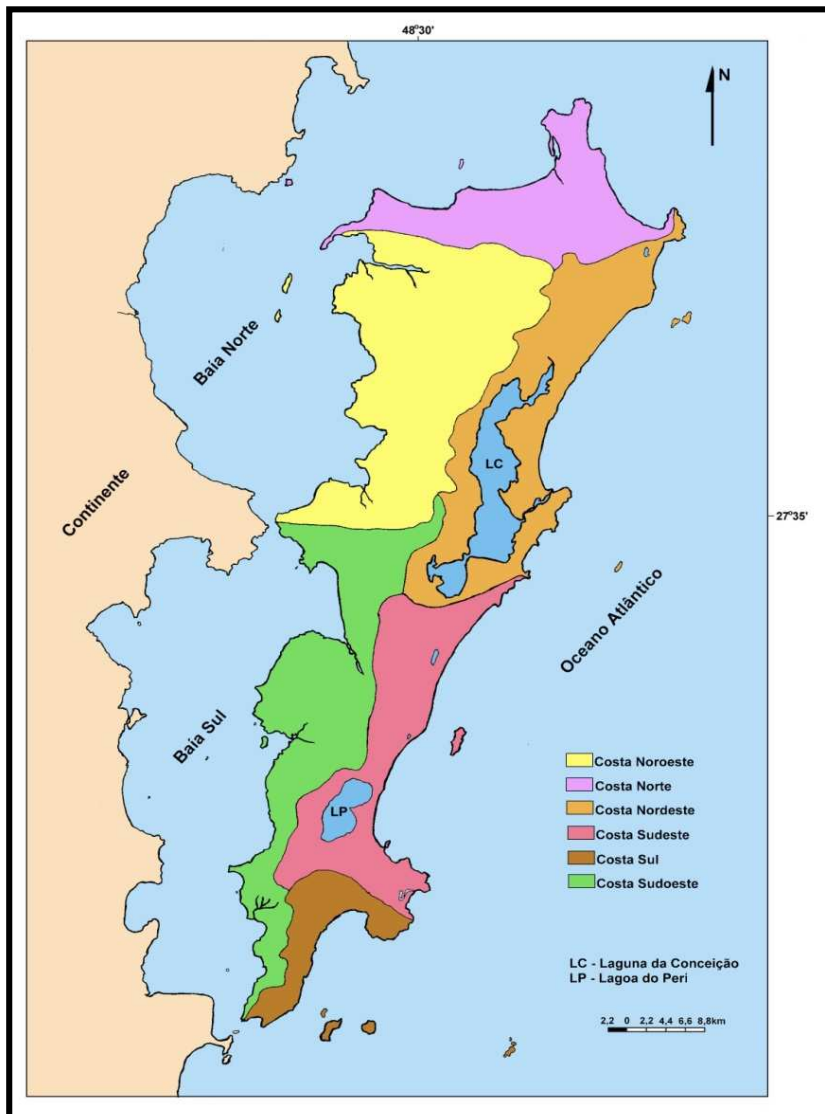 48°30'
N
Baía Norte
LC
Continente
27°35'
Oceano Atlântico
Baía Sul
LP
Costa Noroeste
Costa Norte
Costa Nordeste
Costa Sudeste
Costa Sul
Costa Sudoeste
LC - Laguna da Conceição
LP - Lagoa do Peri
2,2 0 2,2 4,4 6,6 8,8km